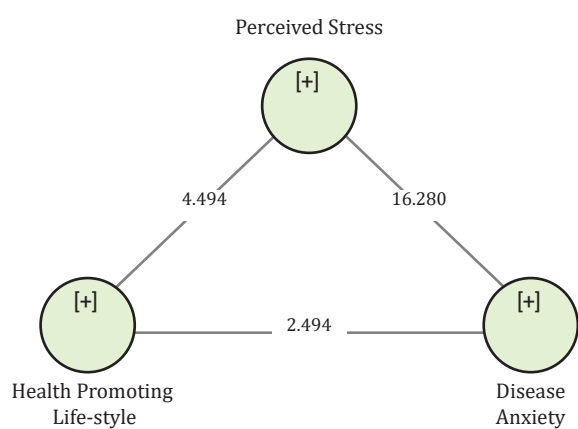 Perceived Stress
[+]
4.494
16.280
[+]
[+]
2.494
Health Promoting
Life-style
Disease
Anxiety